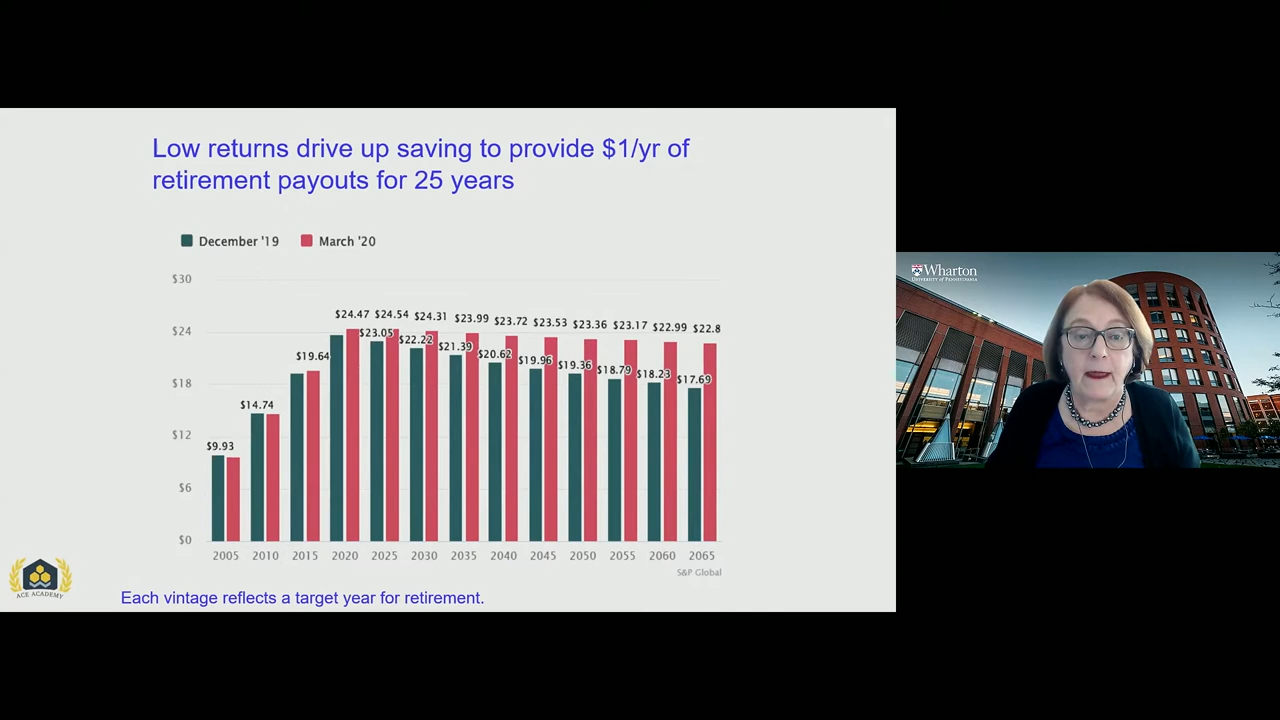 Low returns drive up saving to provide $1/yr of
retirement payouts for 25 years
December '19 March '20
$30
$24
$18
$12
$6
$0
$9.93
$14.74
$19.64
$24.47 $24.54 $24.31 $23.99 $23.72 $23.53 $23.36 $23.17 $22.99 $22.8
$23.05 $22.22 $21.39 $20.62 $19.96 $19.36 $18.79 $18.23 $17.69
2005 2010 2015 2020 2025 2030 2035 2040 2045 2050 2055 2060 2065
S&P Global
Each vintage reflects a target year for retirement.
ACE ACADEMY
Wharton
UNIVERSITY of PENNSYLVANIA